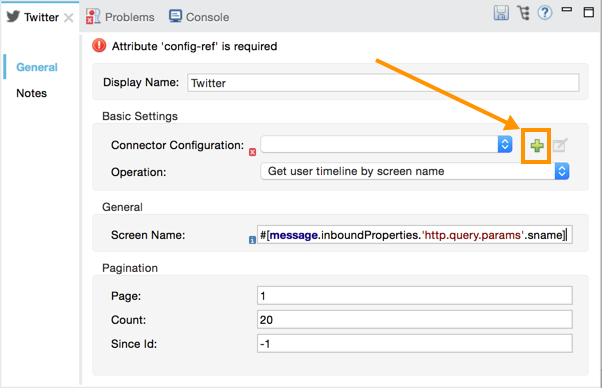 Twitter Problems Console
General
Notes
Attribute 'config-ref' is required
Display Name: Twitter
Basic Settings
Connector Configuration:
Operation: Get user timeline by screen name
General
Screen Name: #[message.inboundProperties.'http.query.params'.sname]
Pagination
Page: 1
Count: 20
Since Id: -1